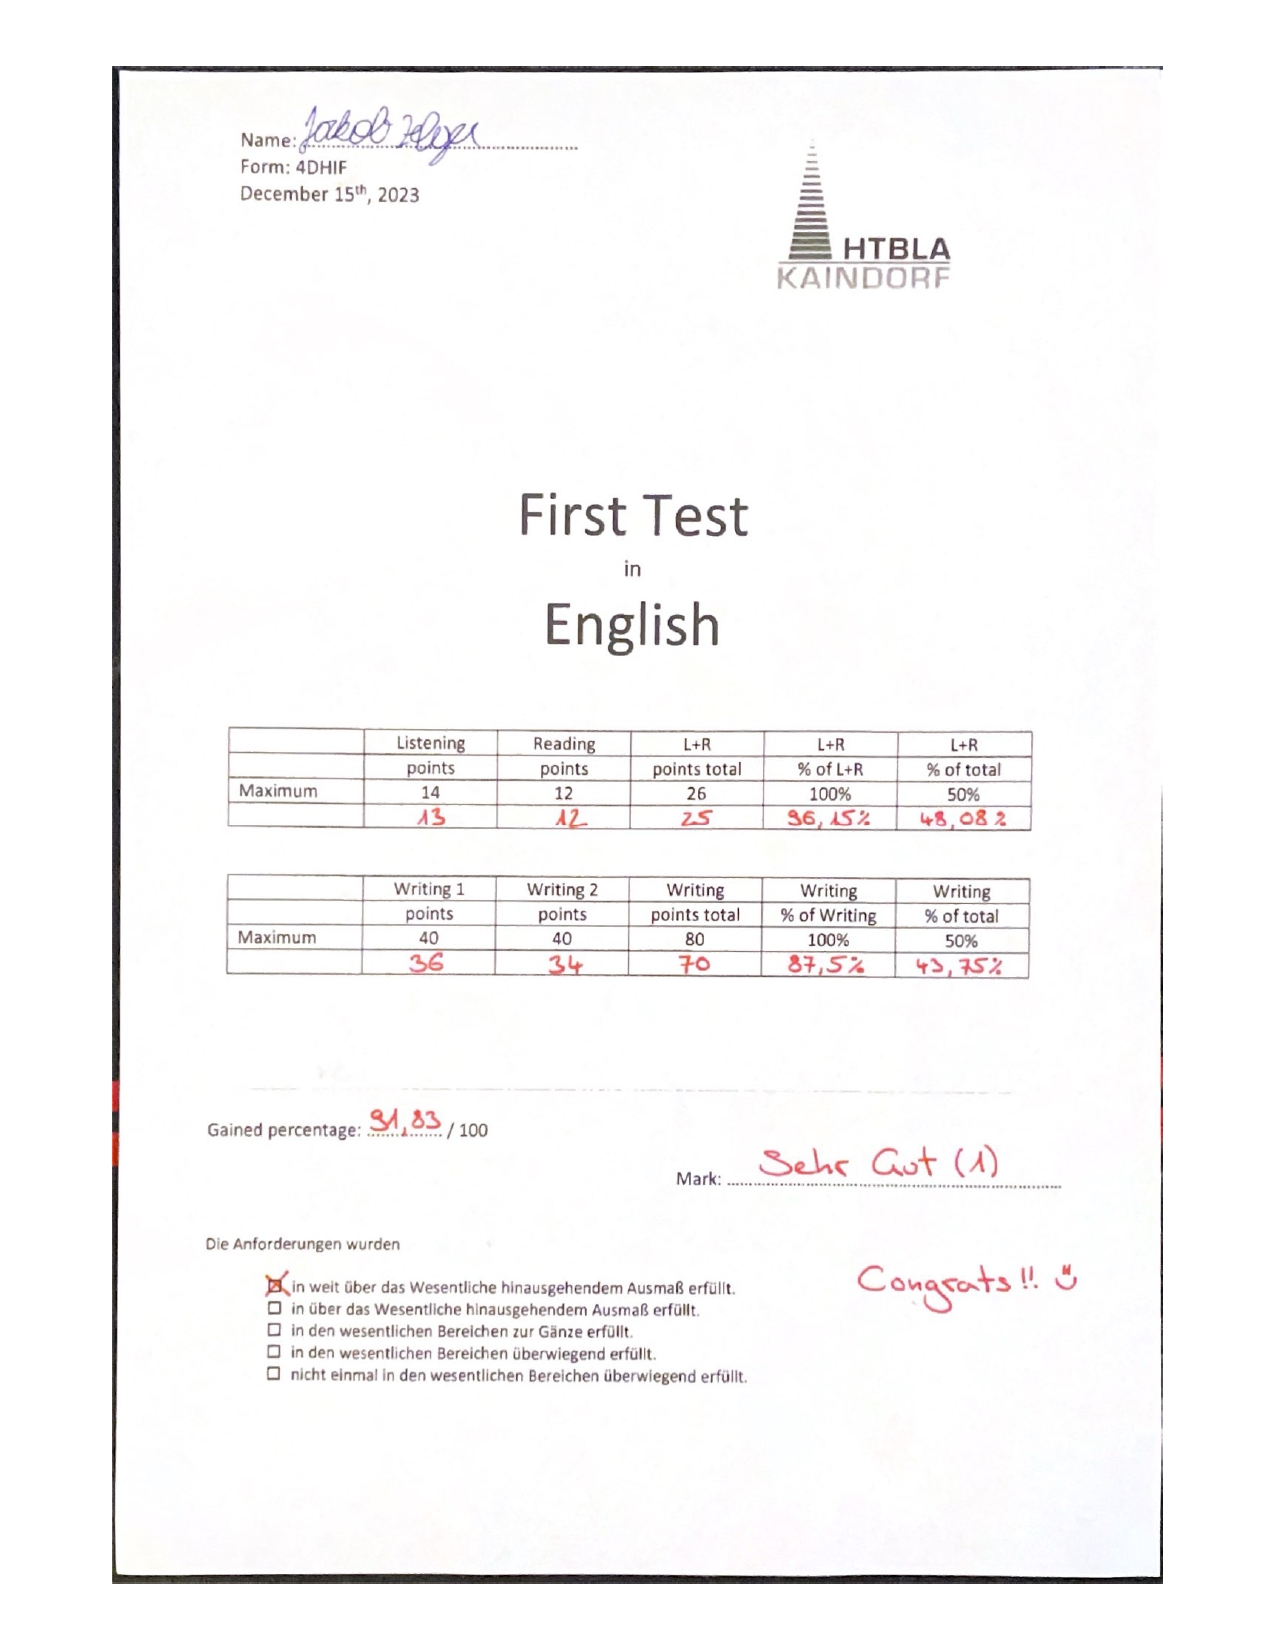 Name: Jakob
Form: 4DHIF
December 15th, 2023
HTBLA
KAINDORF
First Test
in
English
Listening Reading L+R L+R L+R
points points points total % of L+R % of total
Maximum 14 12 26 100% 50%
13 12 25 96,15% 48,08%
Writing 1 Writing 2 Writing Writing Writing
points points points total % of Writing % of total
Maximum 40 40 80 100% 50%
36 34 70 87,5% 43,75%
Gained percentage: 91,83 / 100
Mark: Sehr Gut (1)
Die Anforderungen wurden
☒ in weit über das Wesentliche hinausgehendem Ausmaß erfüllt.
Congrats!! ü
☐ in über das Wesentliche hinausgehendem Ausmaß erfüllt.
☐ in den wesentlichen Bereichen zur Gänze erfüllt.
☐ in den wesentlichen Bereichen überwiegend erfüllt.
☐ nicht einmal in den wesentlichen Bereichen überwiegend erfüllt.